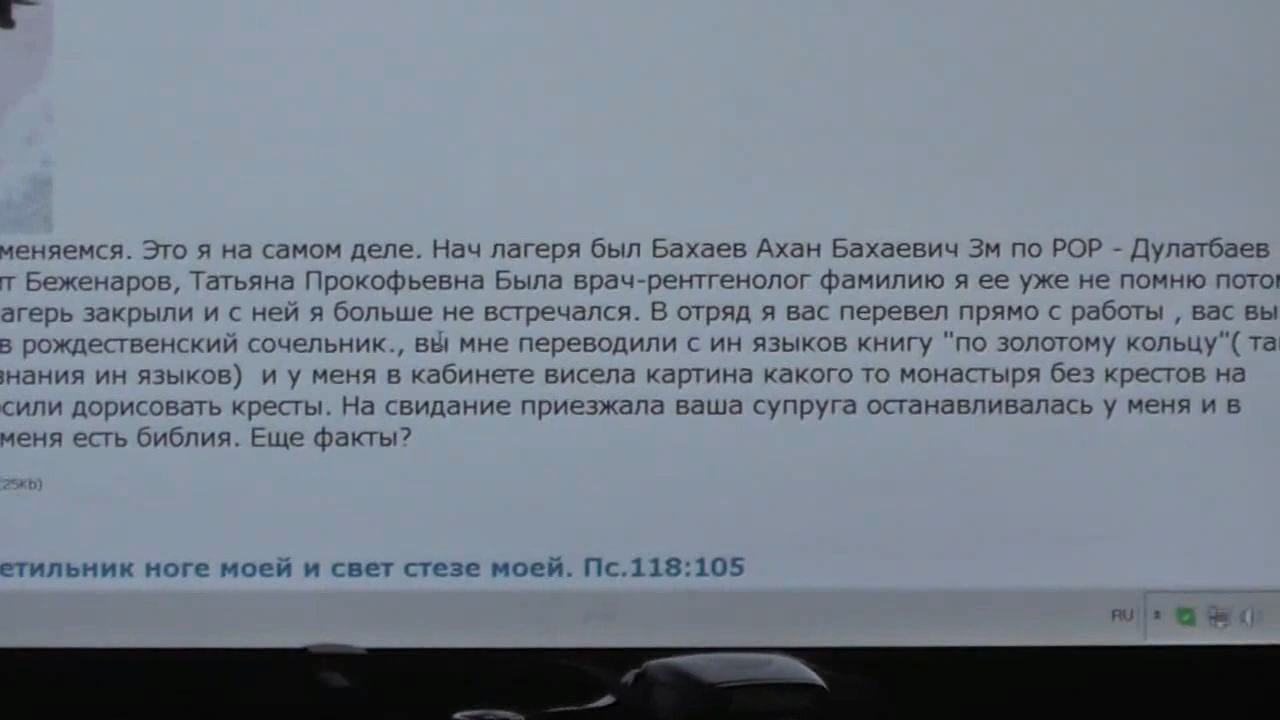 меняемся. Это я на самом деле. Нач лагеря был Бахаев Ахан Бахаевич Зм по РОР - Дулатбаев
т Беженаров, Татьяна Прокофьевна Была врач-рентгенолог фамилию я ее уже не помню потом
агерь закрыли и с ней я больше не встречался. В отряд я вас перевел прямо с работы , вас вы
в рождественский сочельник., вы мне переводили с ин языков книгу "по золотому кольцу"( та
знания ин языков) и у меня в кабинете висела картина какого то монастыря без крестов на
сили дорисовать кресты. На свидание приезжала ваша супруга останавливалась у меня и в
меня есть библия. Еще факты?
(25Kb)
етильник ноге моей и свет стезе моей. Пс.118:105
RU